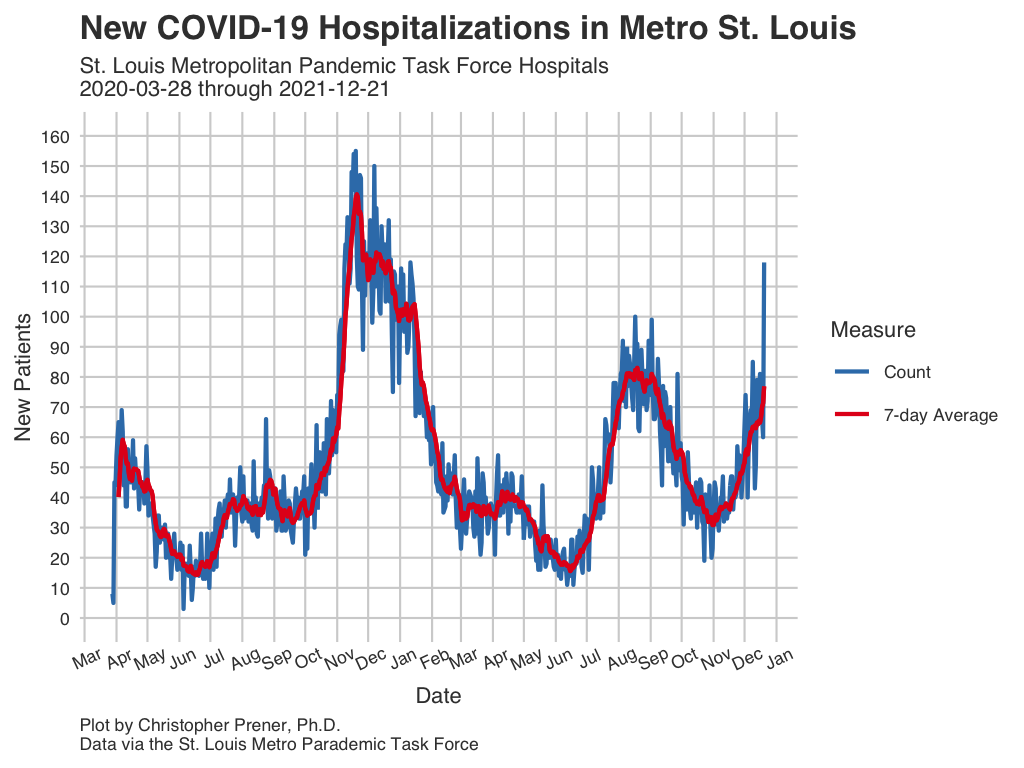 New COVID-19 Hospitalizations in Metro St. Louis
St. Louis Metropolitan Pandemic Task Force Hospitals
2020-03-28 through 2021-12-21
160
150
140
130
120
110
100
90
80
70
60
50
40
30
20
10
0
New Patients
Mar Apr May Jun Jul Aug Sep Oct Nov Dec Jan Feb Mar Apr May Jun Jul Aug Sep Oct Nov Dec Jan
Date
Measure
Count
7-day Average
Plot by Christopher Prener, Ph.D.
Data via the St. Louis Metro Parademic Task Force